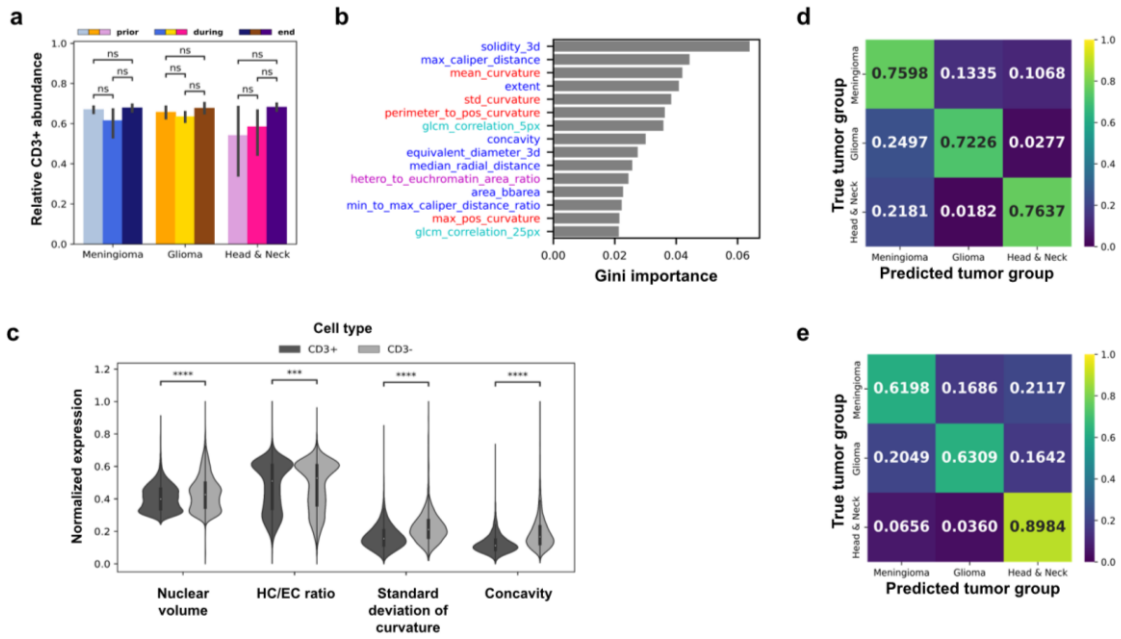 a
prior
during
end
Relative CD3+ abundance
1.0
0.8
0.6
0.4
0.2
0.0
ns
ns
ns
ns
ns
ns
ns
ns
ns
Meningioma
Glioma
Head & Neck
b
solidity_3d
max_caliper_distance
mean_curvature
extent
std_curvature
perimeter_to_pos_curvature
glcm_correlation_5px
concavity
equivalent_diameter_3d
median_radial_distance
hetero_to_euchromatin_area_ratio
area_bbarea
min_to_max_caliper_distance_ratio
max_pos_curvature
glcm_correlation_25px
0.00
0.02
0.04
0.06
Gini importance
c
Cell type
CD3+
CD3-
Normalized expression
1.2
1.0
0.8
0.6
0.4
0.2
0.0
****
***
****
****
Nuclear
volume
HC/EC ratio
Standard
deviation of
curvature
Concavity
d
True tumor group
Meningioma
Glioma
Head & Neck
0.7598 0.1335 0.1068
0.2497 0.7226 0.0277
0.2181 0.0182 0.7637
Meningioma
Glioma
Head & Neck
Predicted tumor group
1.0
0.8
0.6
0.4
0.2
0.0
e
True tumor group
Meningioma
Glioma
Head & Neck
0.6198 0.1686 0.2117
0.2049 0.6309 0.1642
0.0656 0.0360 0.8984
Meningioma
Glioma
Head & Neck
Predicted tumor group
1.0
0.8
0.6
0.4
0.2
0.0